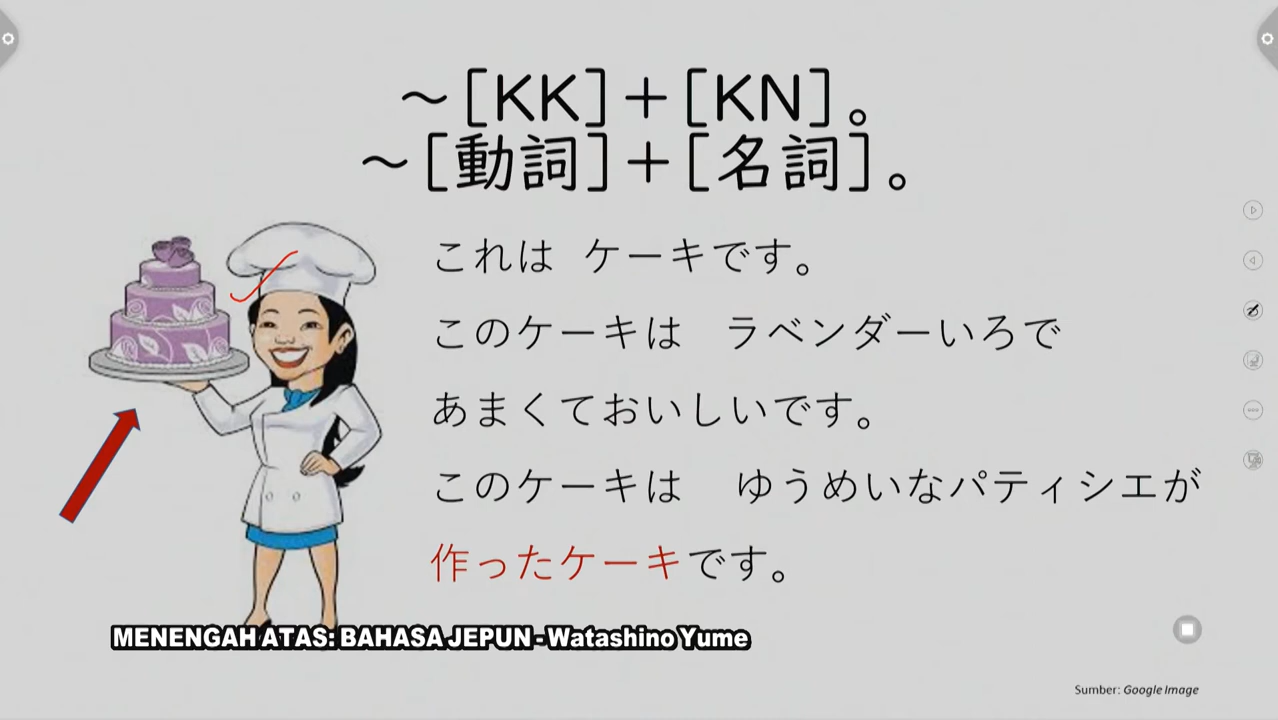 ～[KK]＋[KN]。
～[動詞]＋[名詞]。
これは ケーキです。
このケーキは　ラベンダーいろで
あまくておいしいです。
このケーキは　ゆうめいなパティシエが
作ったケーキです。
MENENGAH ATAS: BAHASA JEPUN - Watashino Yume
Sumber: Google Image